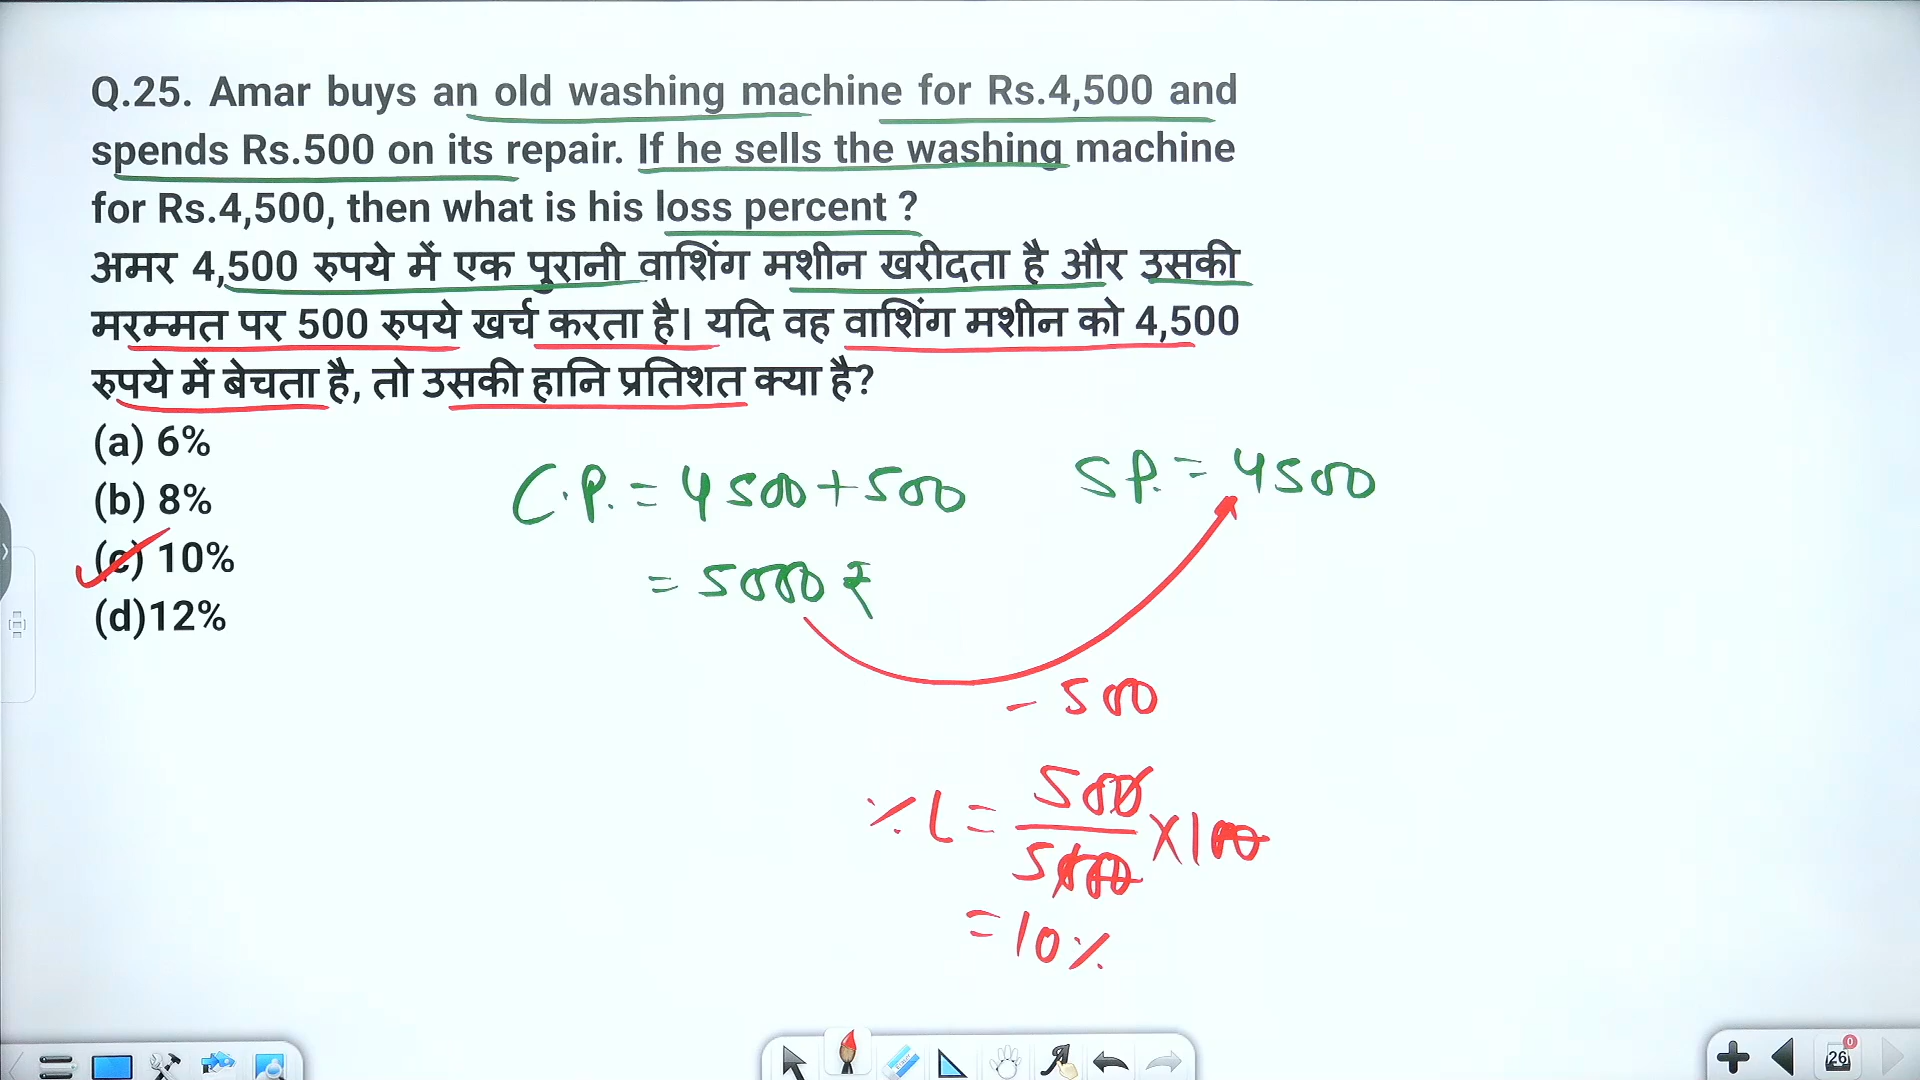 Q.25. Amar buys an old washing machine for Rs.4,500 and
spends Rs.500 on its repair. If he sells the washing machine
for Rs.4,500, then what is his loss percent ?
अमर 4,500 रुपये में एक पुरानी वाशिंग मशीन खरीदता है और उसकी
मरम्मत पर 500 रुपये खर्च करता है। यदि वह वाशिंग मशीन को 4,500
रुपये में बेचता है, तो उसकी हानि प्रतिशत क्या है?
(a) 6%
(b) 8%
(c) 10%
(d)12%
C.P. = 4500+500
= 5000 ₹
SP. = 4500
- 500
% L = 500/5000 × 100
= 10%
26
0